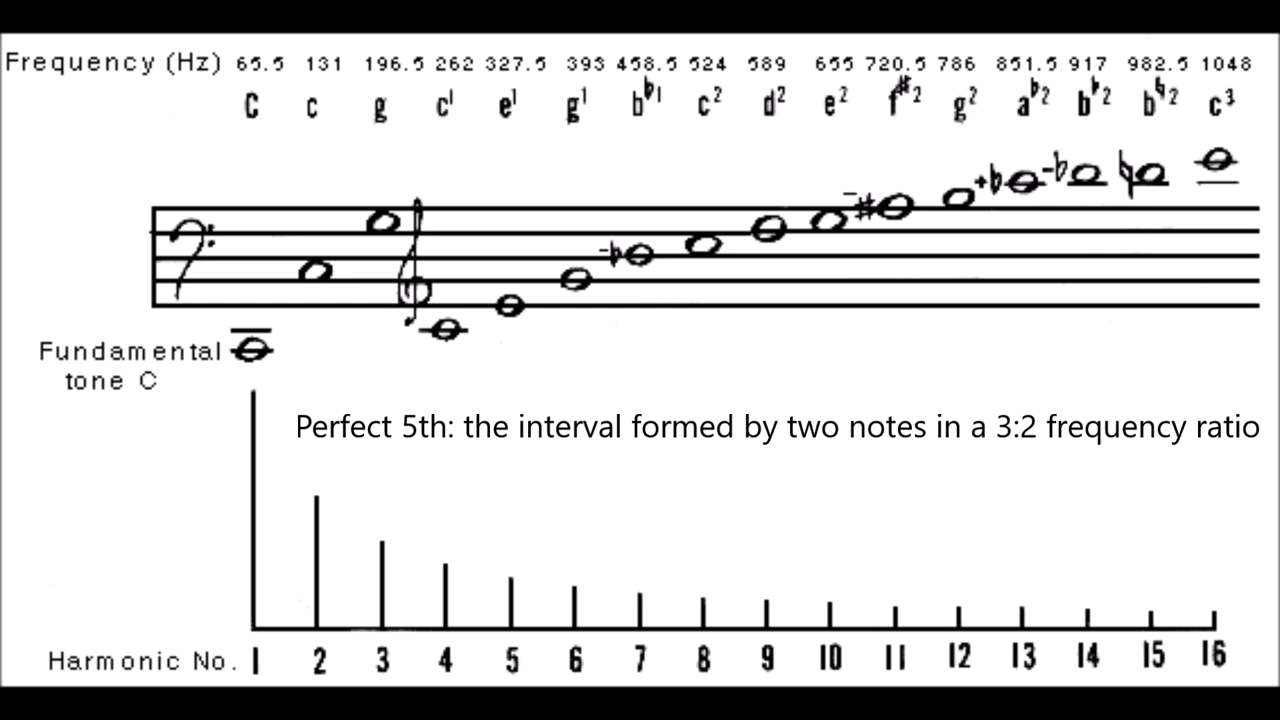 Frequency (Hz) 65.5 131 196.5 262 327.5 393 458.5 524 589 655 720.5 786 851.5 917 982.5 1048
C c g c¹ e¹ g¹ b♭¹ c² d² e² f♯² g² a♭² b♭² b♮² c³
Fundamental
tone C
Perfect 5th: the interval formed by two notes in a 3:2 frequency ratio
Harmonic No. 1 2 3 4 5 6 7 8 9 10 11 12 13 14 15 16